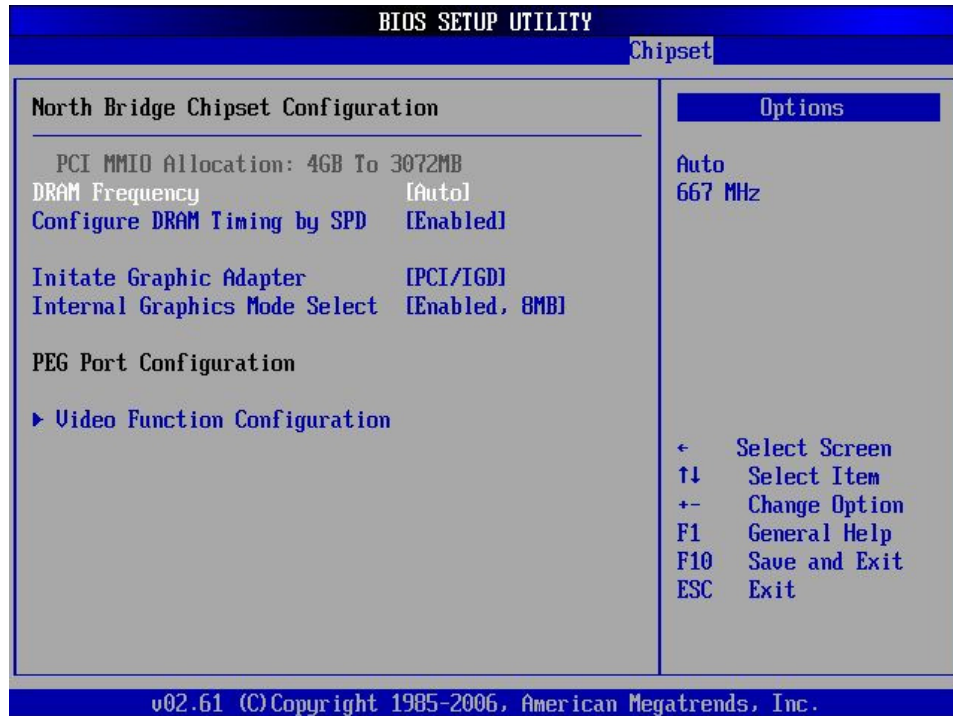 BIOS SETUP UTILITY
Chipset
North Bridge Chipset Configuration
PCI MMIO Allocation: 4GB To 3072MB
DRAM Frequency [Auto]
Configure DRAM Timing by SPD [Enabled]
Initate Graphic Adapter [PCI/IGD]
Internal Graphics Mode Select [Enabled, 8MB]
PEG Port Configuration
▶ Video Function Configuration
Options
Auto
667 MHz
← Select Screen
↑↓ Select Item
+- Change Option
F1 General Help
F10 Save and Exit
ESC Exit
v02.61 (C)Copyright 1985-2006, American Megatrends, Inc.